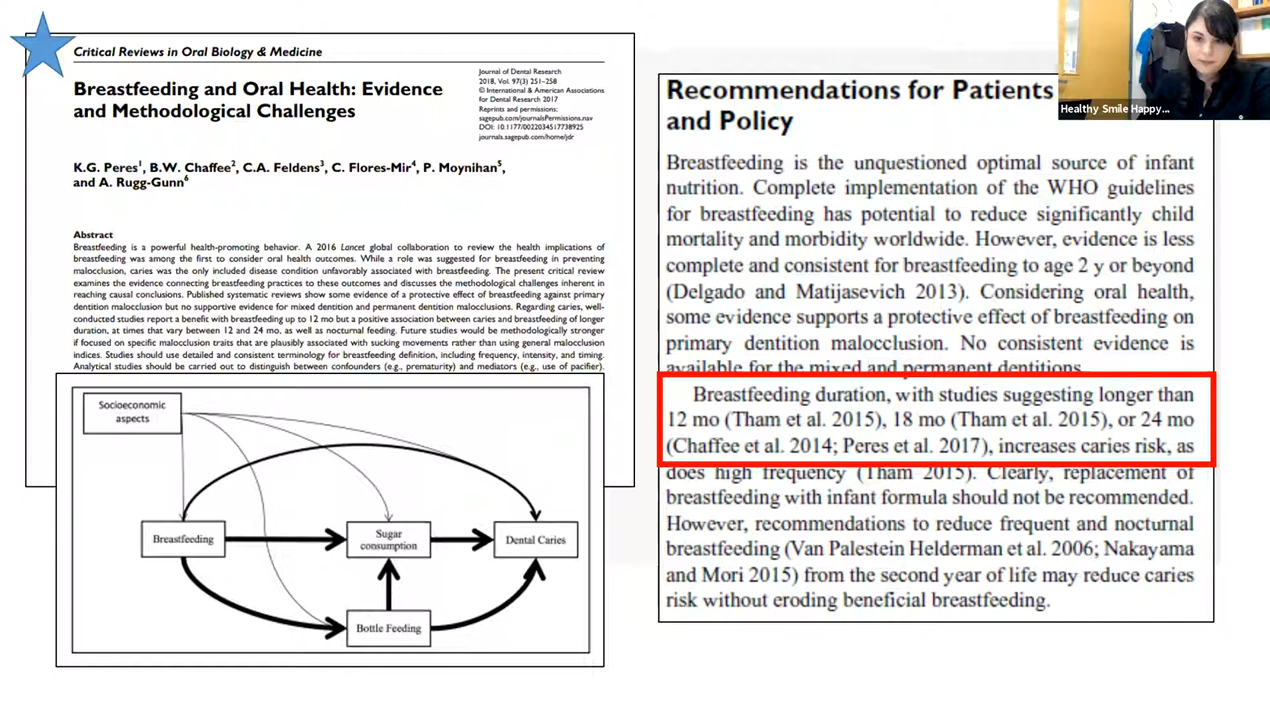 Critical Reviews in Oral Biology & Medicine
Breastfeeding and Oral Health: Evidence
and Methodological Challenges
Journal of Dental Research
2018, Vol. 97(3) 251–258
© International & American Associations
for Dental Research 2017
Reprints and permissions:
sagepub.com/journalsPermissions.nav
DOI: 10.1177/0022034517738925
journals.sagepub.com/home/jdr
K.G. Peres1, B.W. Chaffee2, C.A. Feldens3, C. Flores-Mir4, P. Moynihan5,
and A. Rugg-Gunn6
Abstract
Breastfeeding is a powerful health-promoting behavior. A 2016 Lancet global collaboration to review the health implications of
breastfeeding was among the first to consider oral health outcomes. While a role was suggested for breastfeeding in preventing
malocclusion, caries was the only included disease condition unfavorably associated with breastfeeding. The present critical review
examines the evidence connecting breastfeeding practices to these outcomes and discusses the methodological challenges inherent in
reaching causal conclusions. Published systematic reviews show some evidence of a protective effect of breastfeeding against primary
dentition malocclusion but no supportive evidence for mixed dentition and permanent dentition malocclusions. Regarding caries, well-
conducted studies report a benefit with breastfeeding up to 12 mo but a positive association between caries and breastfeeding of longer
duration, at times that vary between 12 and 24 mo, as well as nocturnal feeding. Future studies would be methodologically stronger
if focused on specific malocclusion traits that are plausibly associated with sucking movements rather than using general malocclusion
indices. Studies should use detailed and consistent terminology for breastfeeding definition, including frequency, intensity, and timing.
Analytical studies should be carried out to distinguish between confounders (e.g., prematurity) and mediators (e.g., use of pacifier).
Socioeconomic
aspects
Breastfeeding
Sugar
consumption
Dental Caries
Bottle Feeding
Recommendations for Patients
and Policy
Breastfeeding is the unquestioned optimal source of infant
nutrition. Complete implementation of the WHO guidelines
for breastfeeding has potential to reduce significantly child
mortality and morbidity worldwide. However, evidence is less
complete and consistent for breastfeeding to age 2 y or beyond
(Delgado and Matijasevich 2013). Considering oral health,
some evidence supports a protective effect of breastfeeding on
primary dentition malocclusion. No consistent evidence is
available for the mixed and permanent dentitions.
Breastfeeding duration, with studies suggesting longer than
12 mo (Tham et al. 2015), 18 mo (Tham et al. 2015), or 24 mo
(Chaffee et al. 2014; Peres et al. 2017), increases caries risk, as
does high frequency (Tham 2015). Clearly, replacement of
breastfeeding with infant formula should not be recommended.
However, recommendations to reduce frequent and nocturnal
breastfeeding (Van Palestein Helderman et al. 2006; Nakayama
and Mori 2015) from the second year of life may reduce caries
risk without eroding beneficial breastfeeding.
Healthy Smile Happy...